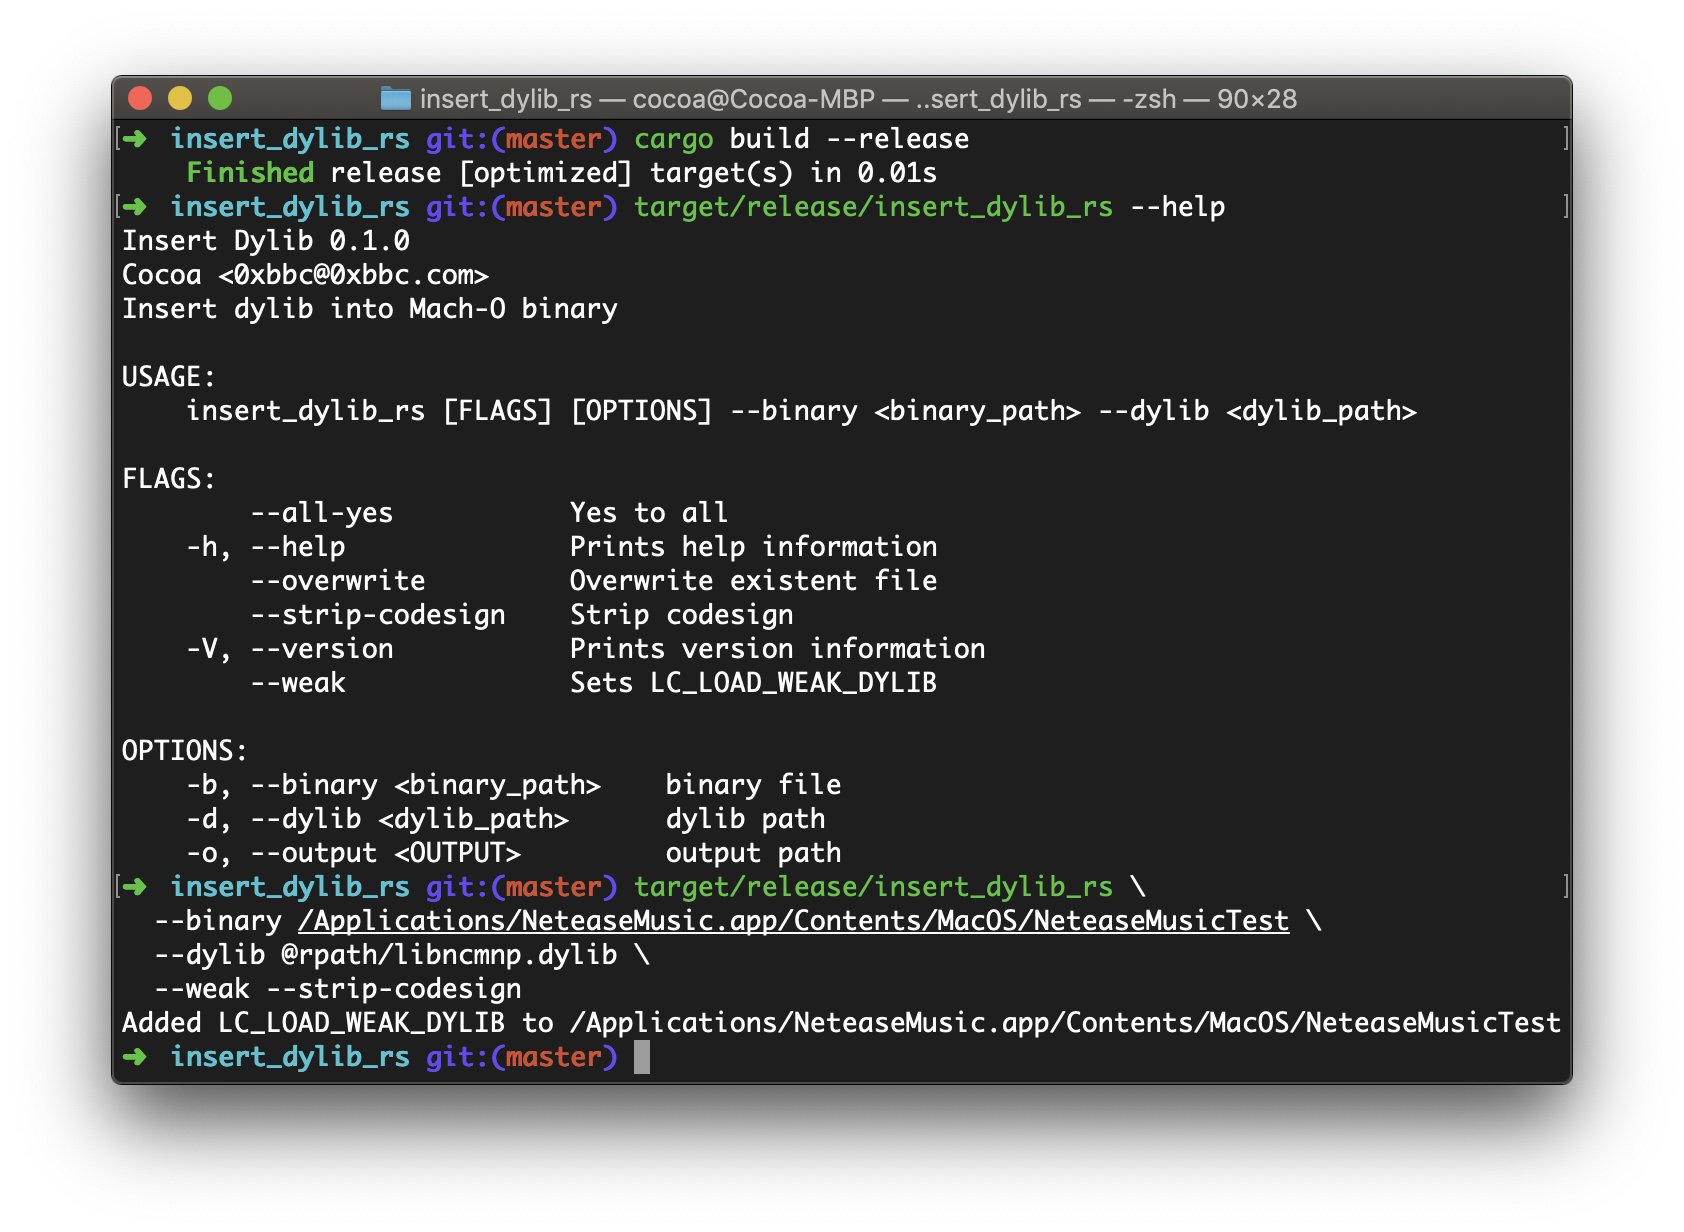 insert_dylib_rs — cocoa@Cocoa-MBP — ..sert_dylib_rs — -zsh — 90×28
[➜  insert_dylib_rs git:(master) cargo build --release ]
    Finished release [optimized] target(s) in 0.01s
[➜  insert_dylib_rs git:(master) target/release/insert_dylib_rs --help ]
Insert Dylib 0.1.0
Cocoa <0xbbc@0xbbc.com>
Insert dylib into Mach-O binary

USAGE:
    insert_dylib_rs [FLAGS] [OPTIONS] --binary <binary_path> --dylib <dylib_path>

FLAGS:
        --all-yes           Yes to all
    -h, --help              Prints help information
        --overwrite         Overwrite existent file
        --strip-codesign    Strip codesign
    -V, --version           Prints version information
        --weak              Sets LC_LOAD_WEAK_DYLIB

OPTIONS:
    -b, --binary <binary_path>    binary file
    -d, --dylib <dylib_path>      dylib path
    -o, --output <OUTPUT>         output path
[➜  insert_dylib_rs git:(master) target/release/insert_dylib_rs \ ]
  --binary /Applications/NeteaseMusic.app/Contents/MacOS/NeteaseMusicTest \
  --dylib @rpath/libncmnp.dylib \
  --weak --strip-codesign
Added LC_LOAD_WEAK_DYLIB to /Applications/NeteaseMusic.app/Contents/MacOS/NeteaseMusicTest
➜  insert_dylib_rs git:(master)